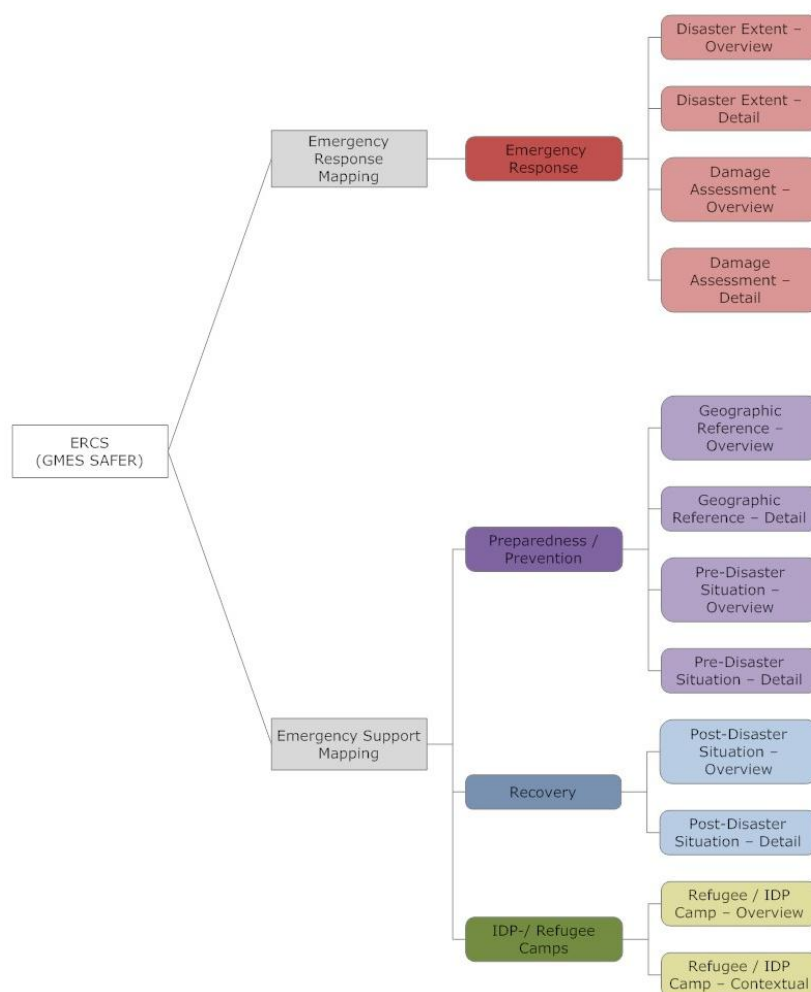 Disaster Extent –
Overview
Disaster Extent –
Detail
Emergency
Response
Mapping
Emergency
Response
Damage
Assessment –
Overview
Damage
Assessment –
Detail
ERCS
(GMES SAFER)
Geographic
Reference –
Overview
Geographic
Reference – Detail
Preparedness /
Prevention
Pre-Disaster
Situation –
Overview
Pre-Disaster
Situation – Detail
Emergency Support
Mapping
Post-Disaster
Situation –
Overview
Recovery
Post-Disaster
Situation – Detail
Refugee / IDP
Camp – Overview
IDP-/ Refugee
Camps
Refugee / IDP
Camp – Contextual